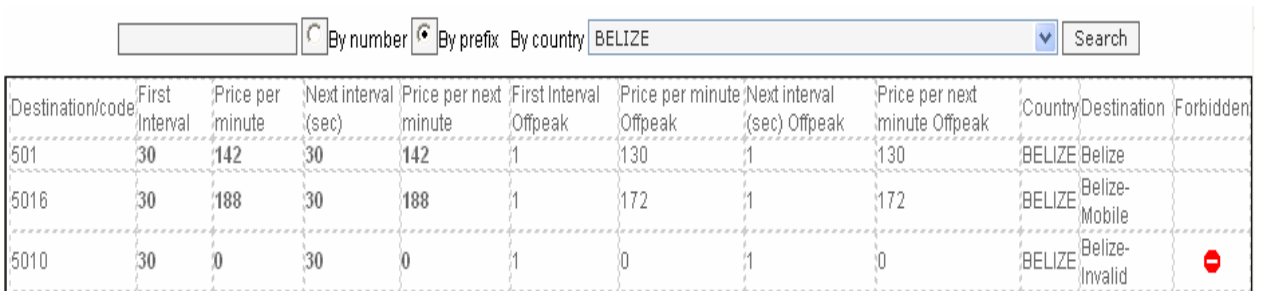 By number By prefix By country BELIZE Search
Destination/code First Interval Price per minute Next interval (sec) Price per next minute First Interval Offpeak Price per minute Offpeak Next interval (sec) Offpeak Price per next minute Offpeak Country Destination Forbidden
501 30 142 30 142 1 130 1 130 BELIZE Belize
5016 30 188 30 188 1 172 1 172 BELIZE Belize-Mobile
5010 30 0 30 0 1 0 1 0 BELIZE Belize-Invalid